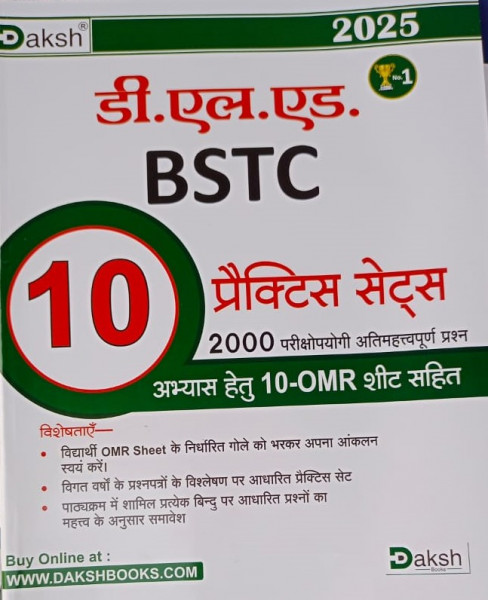 Daksh®
2025
डी.एल.एड.
No.1
BSTC
10
प्रैक्टिस सेट्स
2000 परीक्षोपयोगी अतिमहत्त्वपूर्ण प्रश्न
अभ्यास हेतु 10-OMR शीट सहित
विशेषताएँ—
• विद्यार्थी OMR Sheet के निर्धारित गोले को भरकर अपना आंकलन
स्वयं करें।
• विगत वर्षों के प्रश्नपत्रों के विश्लेषण पर आधारित प्रैक्टिस सेट
• पाठ्यक्रम में शामिल प्रत्येक बिन्दु पर आधारित प्रश्नों का
महत्त्व के अनुसार समावेश
Buy Online at :
WWW.DAKSHBOOKS.COM
Daksh
Books